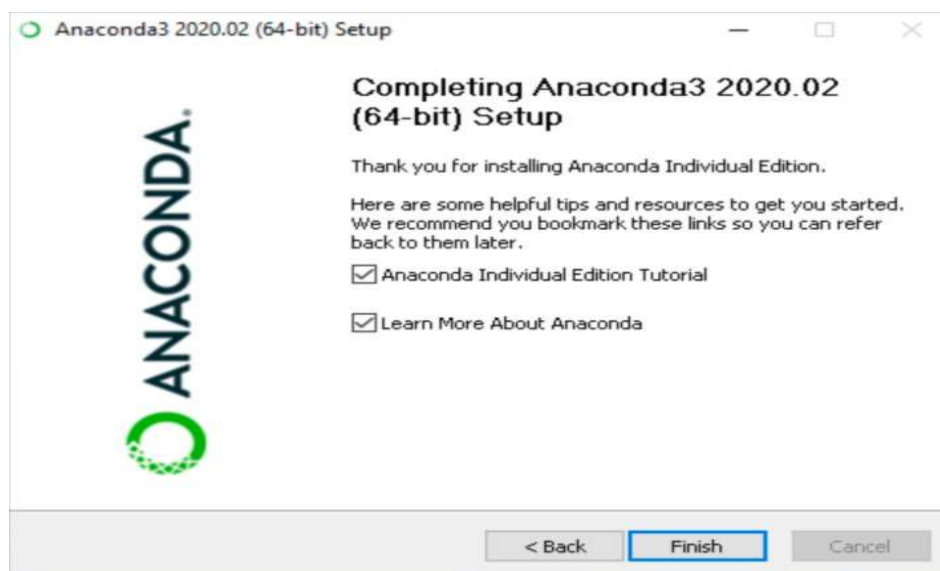 Anaconda3 2020.02 (64-bit) Setup
ANACONDA.
Completing Anaconda3 2020.02
(64-bit) Setup
Thank you for installing Anaconda Individual Edition.
Here are some helpful tips and resources to get you started.
We recommend you bookmark these links so you can refer
back to them later.
Anaconda Individual Edition Tutorial
Learn More About Anaconda
< Back
Finish
Cancel